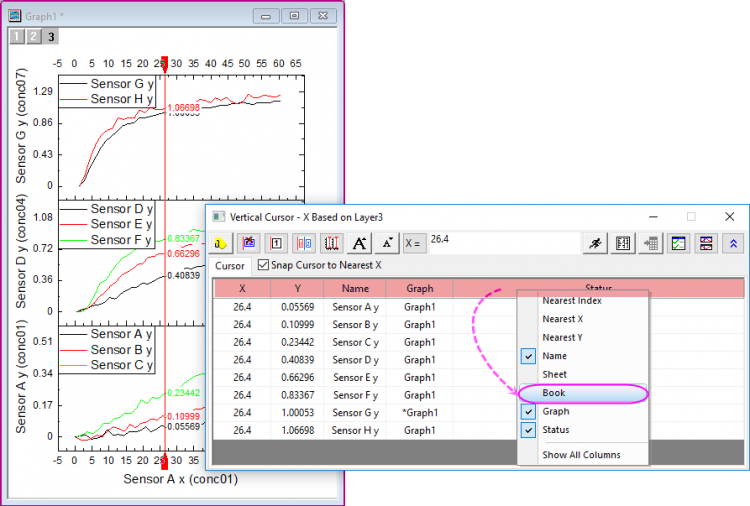 Graph1 *
1 2 3
-5 0 5 10 15 20 26 30 35 40 45 50 55 60 65
Sensor G y (conc07)
1.29
0.86
0.43
0
Sensor G y
Sensor H y
1.06698
1.00053
Sensor D y (conc04)
1.08
0.72
0.36
0
Sensor D y
Sensor E y
Sensor F y
0.83367
0.66296
0.40839
Sensor A y (conc01)
0.51
0.34
0.17
0
Sensor A y
Sensor B y
Sensor C y
0.23442
0.10999
0.05569
-5 0 5 10 15 20 26 30 35
Sensor A x (conc01)
Vertical Cursor - X Based on Layer3
X = 26.4
Cursor Snap Cursor to Nearest X
X Y Name Graph Status
26.4 0.05569 Sensor A y Graph1
26.4 0.10999 Sensor B y Graph1
26.4 0.23442 Sensor C y Graph1
26.4 0.40839 Sensor D y Graph1
26.4 0.66296 Sensor E y Graph1
26.4 0.83367 Sensor F y Graph1
26.4 1.00053 Sensor G y *Graph1
26.4 1.06698 Sensor H y Graph1
Nearest Index
Nearest X
Nearest Y
Name
Sheet
Book
Graph
Status
Show All Columns